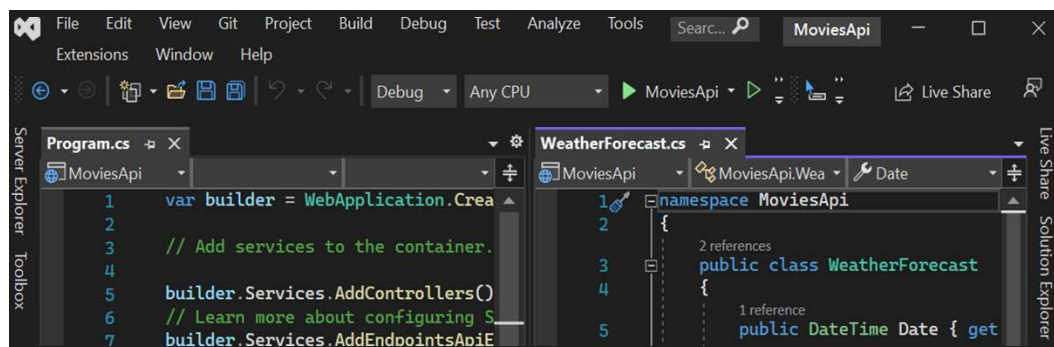 File Edit View Git Project Build Debug Test Analyze Tools Searc... MoviesApi
Extensions Window Help
Debug Any CPU MoviesApi Live Share
Server Explorer
Toolbox
Program.cs
MoviesApi
1 var builder = WebApplication.Crea
2
3 // Add services to the container.
4
5 builder.Services.AddControllers()
6 // Learn more about configuring S
7 builder.Services.AddEndpointsApiE
WeatherForecast.cs
MoviesApi MoviesApi.Wea Date
1 namespace MoviesApi
2 {
2 references
3 public class WeatherForecast
4 {
1 reference
5 public DateTime Date { get
Live Share
Solution Explorer